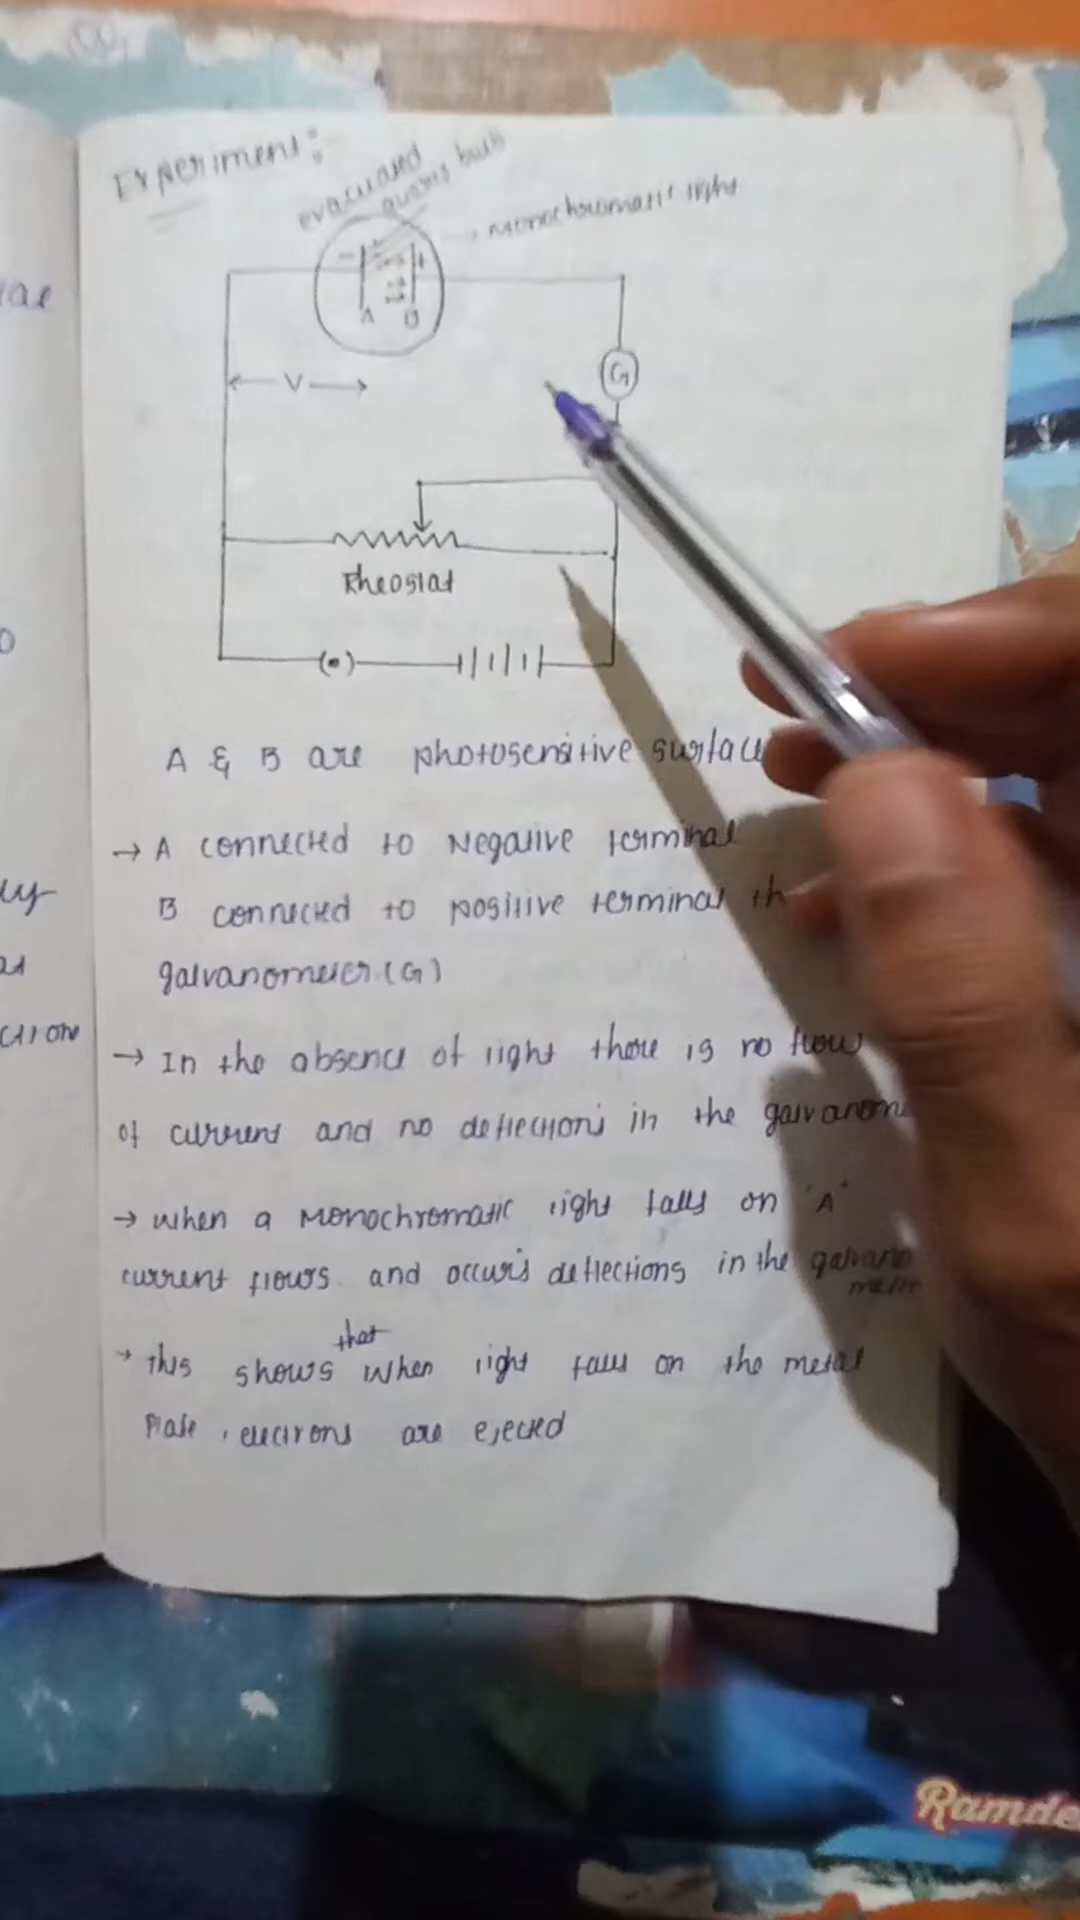 Experiment:
evacuated
quartz bulb
monochromatic light
- +
A B
V
G
Rheostat
(•)
A & B are photosensitive surface
→ A connected to Negative terminal
B connected to positive terminal th
galvanometer (G)
→ In the absence of light there is no flow
of current and no deflections in the galvanom
→ when a Monochromatic light falls on 'A'
current flows and occurs deflections in the galvano
meter
→ this shows that when light falls on the metal
Plate, electrons are ejected
Ramde